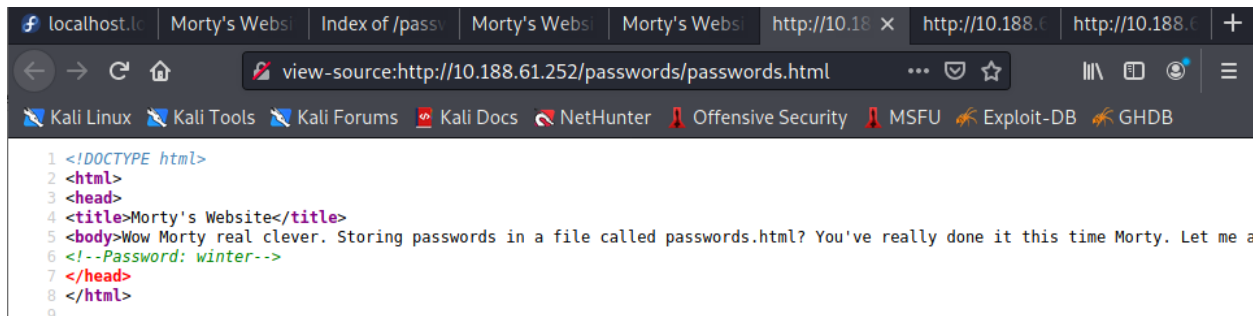 localhost.lo Morty's Websi Index of /passv Morty's Websi Morty's Websi http://10.18 × http://10.188.6 http://10.188.6 +
view-source:http://10.188.61.252/passwords/passwords.html
Kali Linux Kali Tools Kali Forums Kali Docs NetHunter Offensive Security MSFU Exploit-DB GHDB
1 <!DOCTYPE html>
2 <html>
3 <head>
4 <title>Morty's Website</title>
5 <body>Wow Morty real clever. Storing passwords in a file called passwords.html? You've really done it this time Morty. Let me a
6 <!--Password: winter-->
7 </head>
8 </html>
9